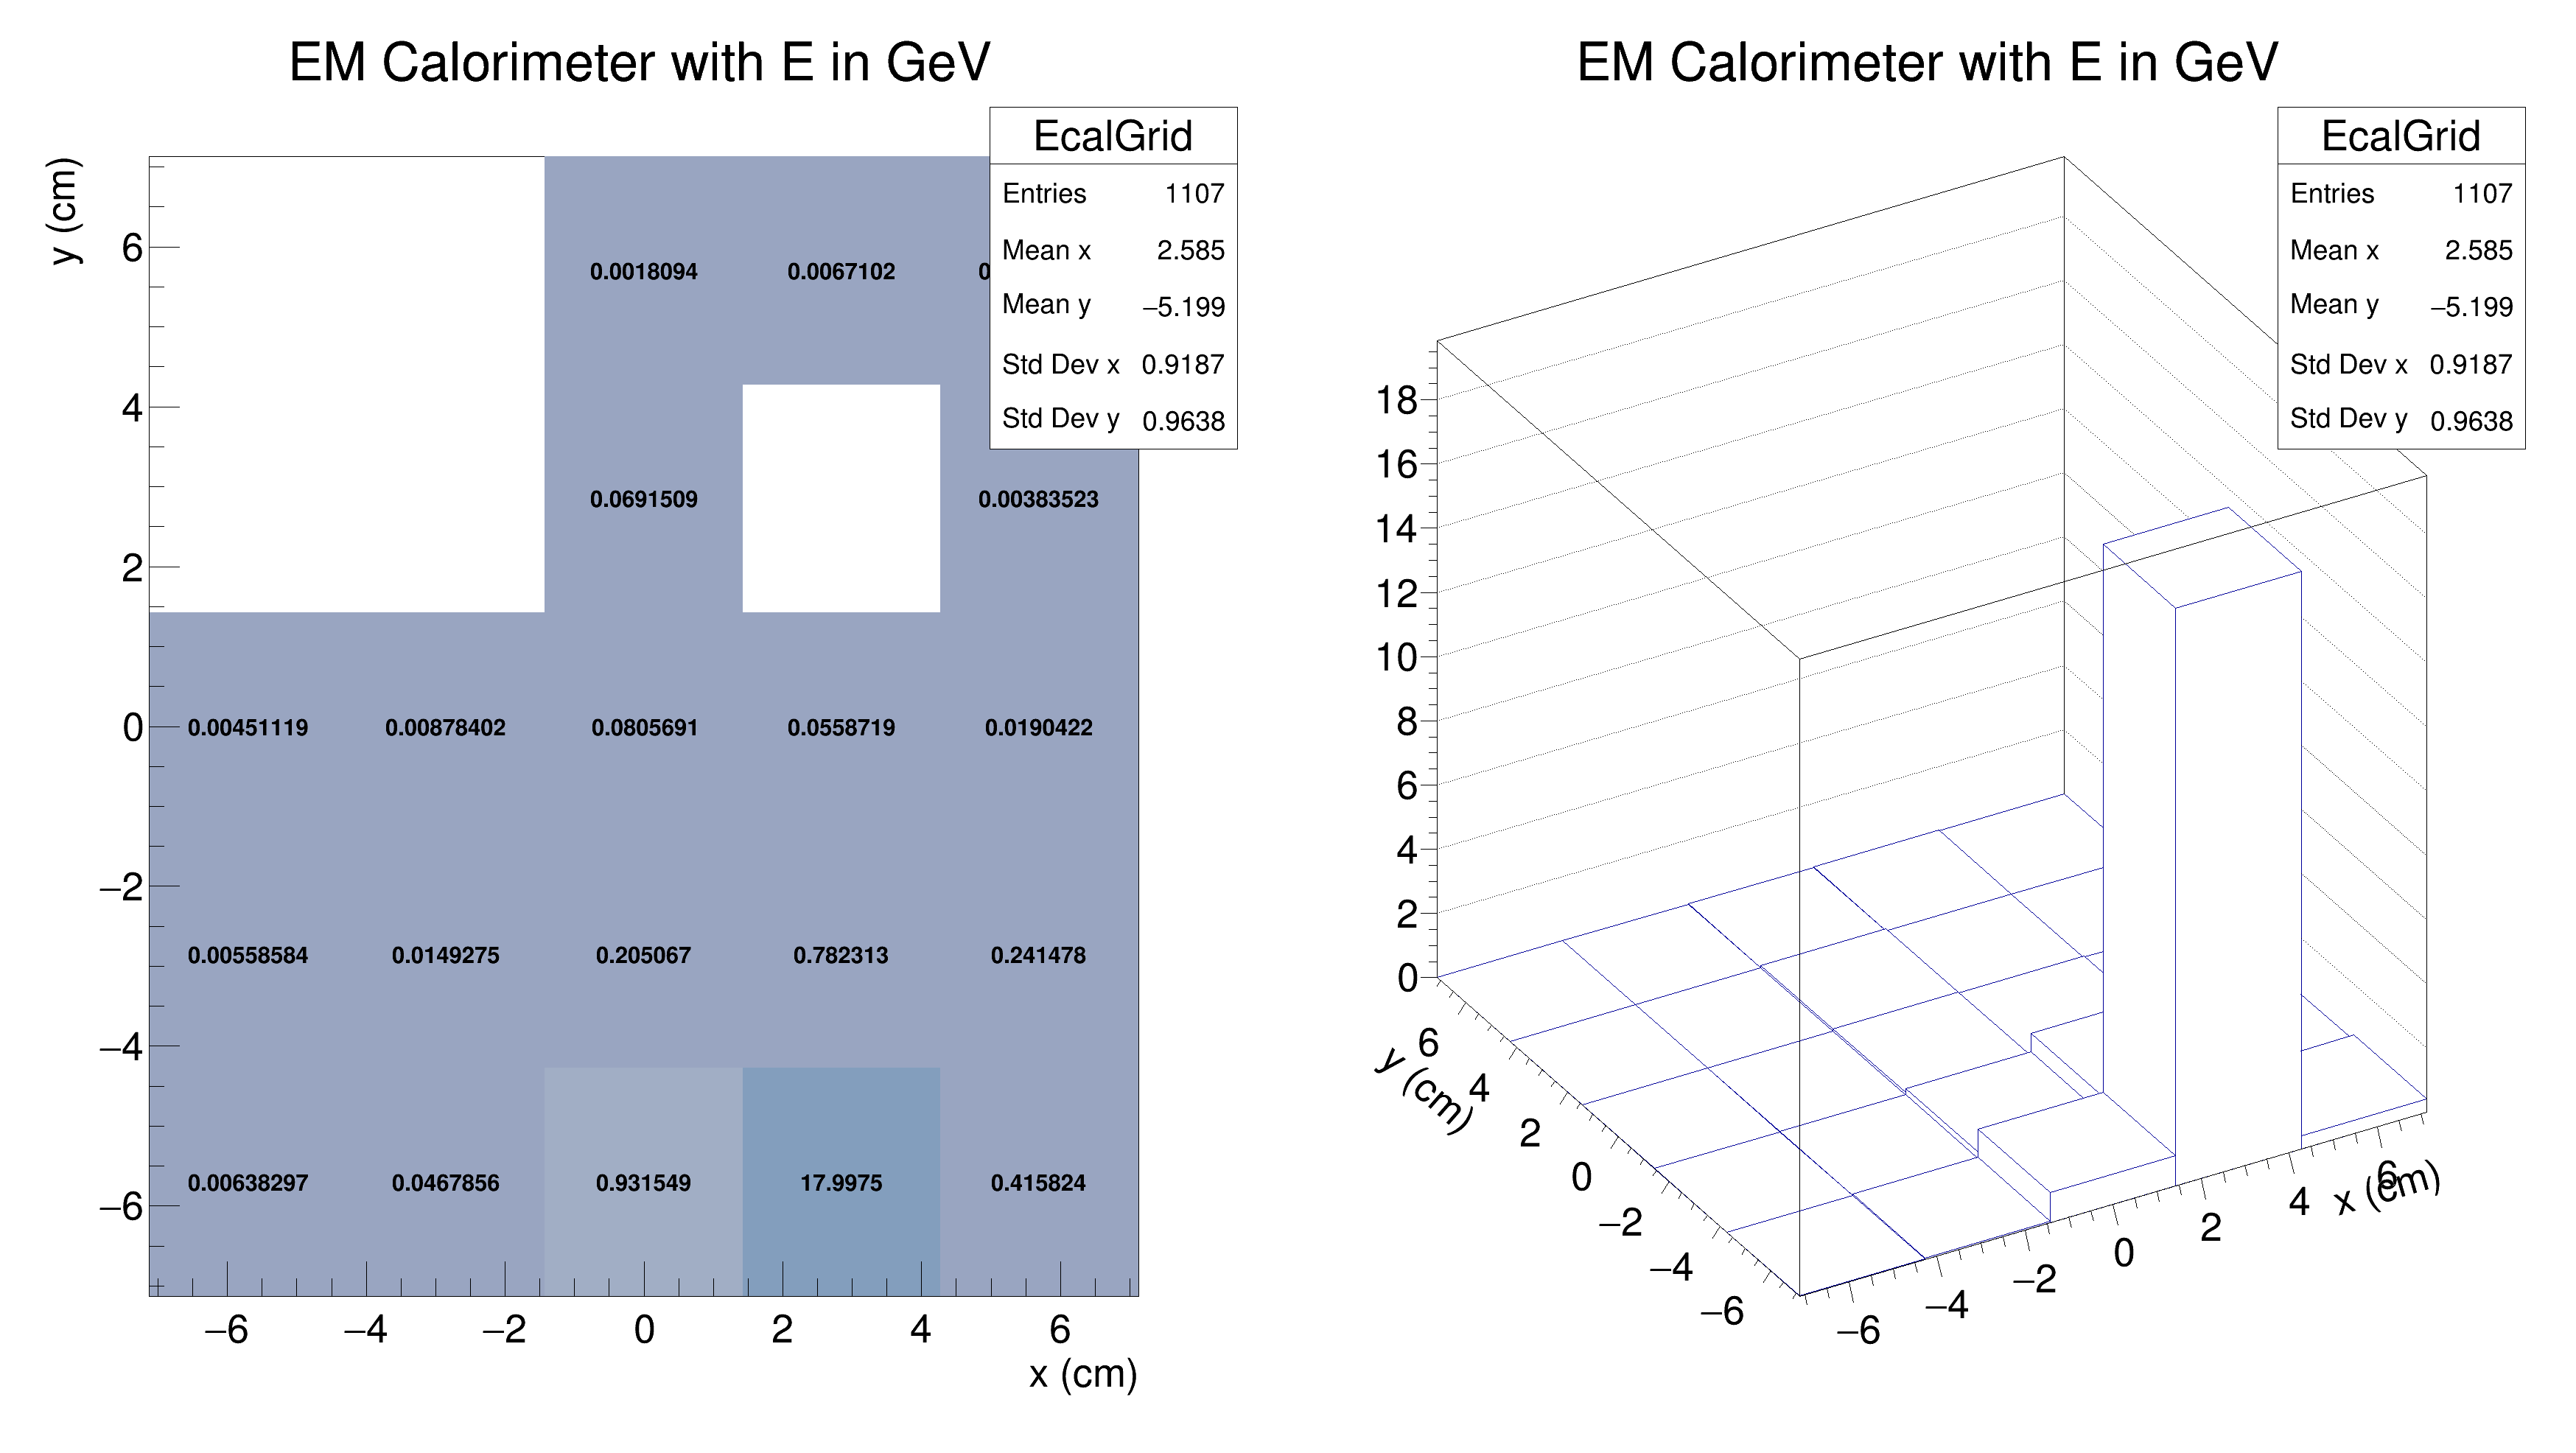 EM Calorimeter with E in GeV
EcalGrid
Entries 1107
Mean x 2.585
Mean y −5.199
Std Dev x 0.9187
Std Dev y 0.9638
y (cm)
6
4
2
0
−2
−4
−6
0.0018094 0.0067102
0.0691509 0.00383523
0.00451119 0.00878402 0.0805691 0.0558719 0.0190422
0.00558584 0.0149275 0.205067 0.782313 0.241478
0.00638297 0.0467856 0.931549 17.9975 0.415824
−6 −4 −2 0 2 4 6
x (cm)
EM Calorimeter with E in GeV
EcalGrid
Entries 1107
Mean x 2.585
Mean y −5.199
Std Dev x 0.9187
Std Dev y 0.9638
18
16
14
12
10
8
6
4
2
0
y (cm)
6
4
2
0
−2
−4
−6
−6 −4 −2 0 2 4 6
x (cm)